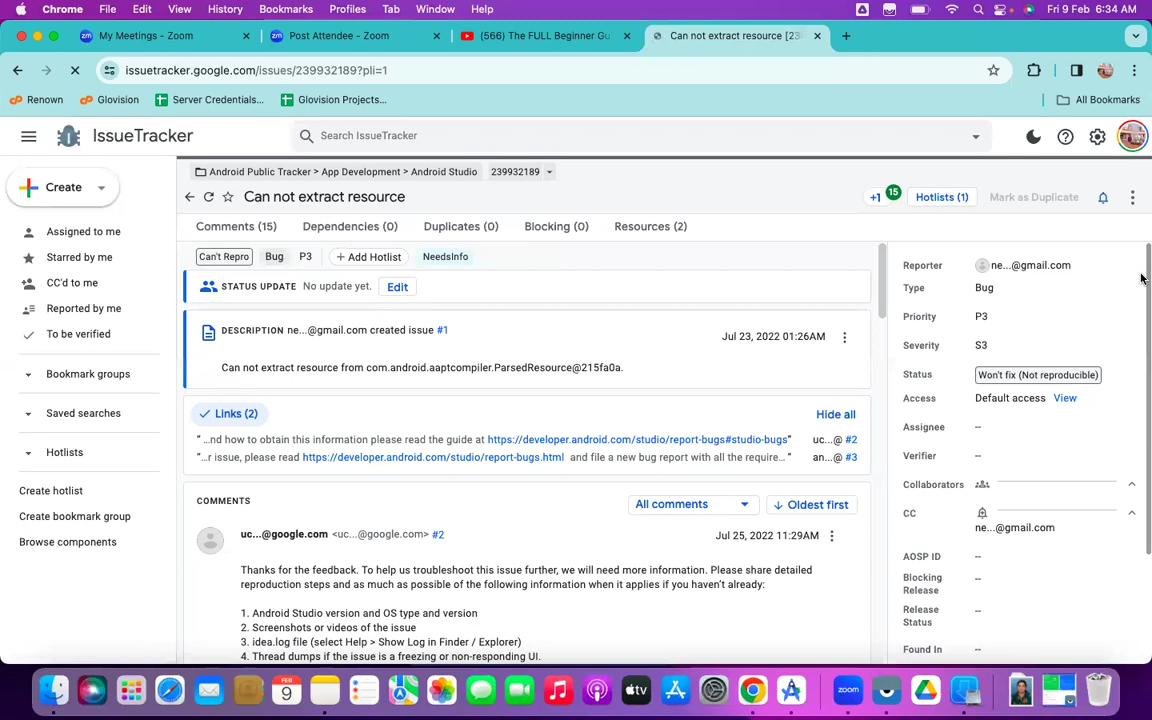 Chrome File Edit View History Bookmarks Profiles Tab Window Help Fri 9 Feb 6:34 AM
My Meetings - Zoom
Post Attendee - Zoom
(566) The FULL Beginner Gu
Can not extract resource [23
issuetracker.google.com/issues/239932189?pli=1
Renown Glovision Server Credentials... Glovision Projects... All Bookmarks
IssueTracker
Search IssueTracker
Create
Assigned to me
Starred by me
CC'd to me
Reported by me
To be verified
Bookmark groups
Saved searches
Hotlists
Create hotlist
Create bookmark group
Browse components
Android Public Tracker > App Development > Android Studio 239932189
Can not extract resource
+1 15 Hotlists (1) Mark as Duplicate
Comments (15) Dependencies (0) Duplicates (0) Blocking (0) Resources (2)
Can't Repro Bug P3 + Add Hotlist NeedsInfo
STATUS UPDATE No update yet. Edit
DESCRIPTION ne...@gmail.com created issue #1 Jul 23, 2022 01:26AM
Can not extract resource from com.android.aaptcompiler.ParsedResource@215fa0a.
Links (2) Hide all
“ ...nd how to obtain this information please read the guide at https://developer.android.com/studio/report-bugs#studio-bugs” uc...@ #2
“ ...r issue, please read https://developer.android.com/studio/report-bugs.html and file a new bug report with all the require... ” an...@ #3
COMMENTS All comments Oldest first
uc...@google.com <uc...@google.com> #2 Jul 25, 2022 11:29AM
Thanks for the feedback. To help us troubleshoot this issue further, we will need more information. Please share detailed
reproduction steps and as much as possible of the following information when it applies if you haven’t already:
1. Android Studio version and OS type and version
2. Screenshots or videos of the issue
3. idea.log file (select Help > Show Log in Finder / Explorer)
4. Thread dumps if the issue is a freezing or non-responding UI.
Reporter ne...@gmail.com
Type Bug
Priority P3
Severity S3
Status Won't fix (Not reproducible)
Access Default access View
Assignee --
Verifier --
Collaborators
CC
ne...@gmail.com
AOSP ID --
Blocking
Release --
Release
Status --
Found In --
FEB
9
tv
zoom